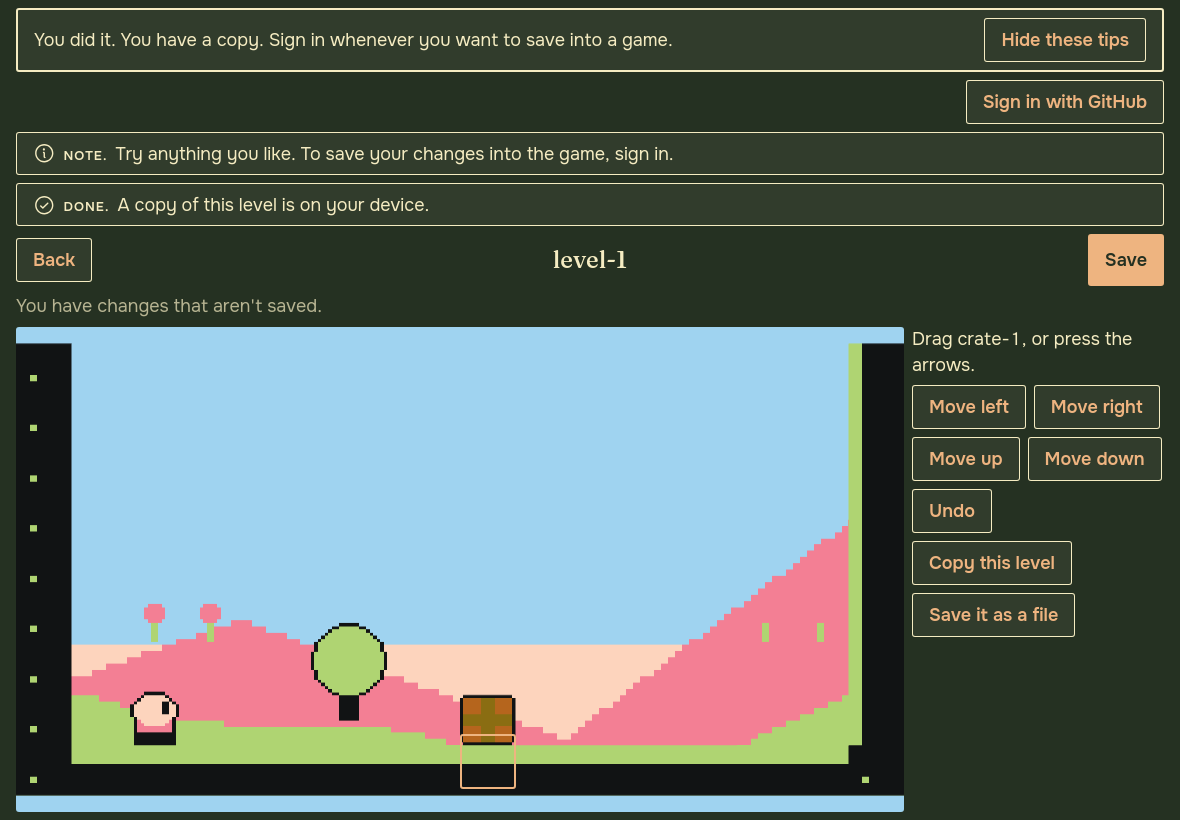 You did it. You have a copy. Sign in whenever you want to save into a game.
Hide these tips
Sign in with GitHub
NOTE. Try anything you like. To save your changes into the game, sign in.
DONE. A copy of this level is on your device.
Back
level-1
Save
You have changes that aren't saved.
Drag crate-1, or press the
arrows.
Move left
Move right
Move up
Move down
Undo
Copy this level
Save it as a file